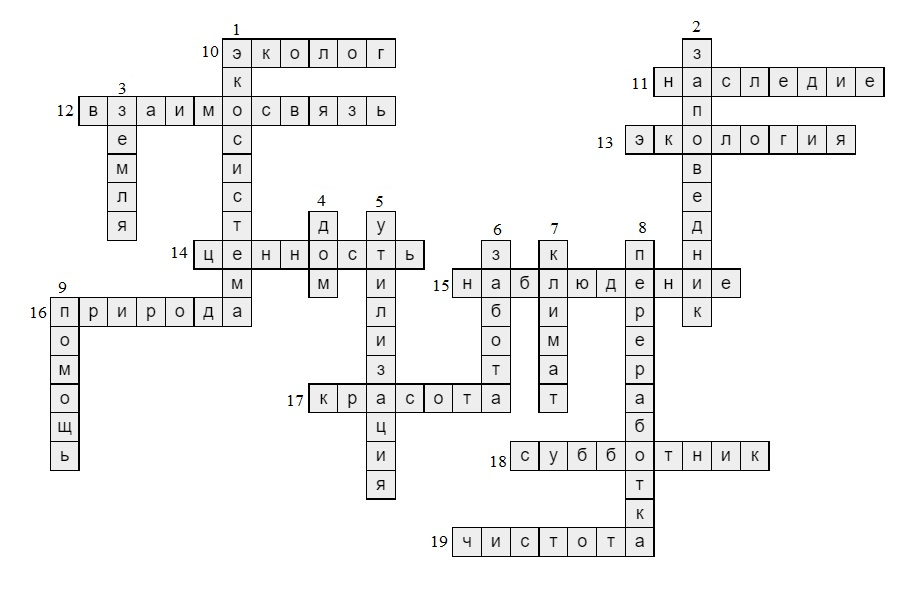 1
2
10 эколог
з
к
11 наследие
3
12 взаимосвязь
п
е
с
13 экология
м
и
в
л
с
е
4
5
я
т
д
у
д
6
7
8
14 ценность
з
к
п
н
м
м
и
15 наблюдение
9
16 природа
л
б
и
р
к
о
и
о
м
е
м
з
т
а
р
о
17 красота
т
а
щ
ц
б
ь
и
18 субботник
я
т
к
19 чистота